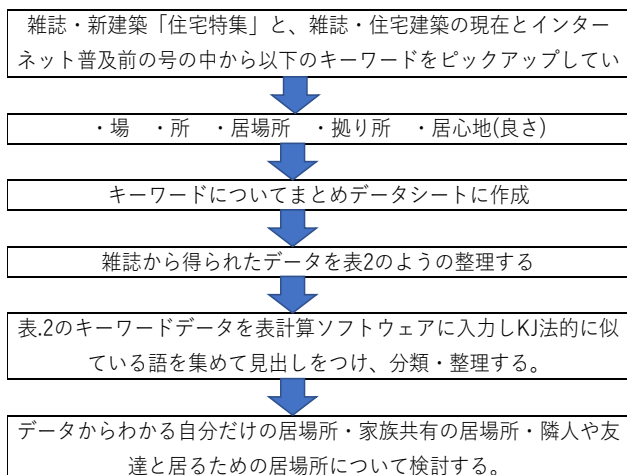 雑誌・新建築「住宅特集」と、雑誌・住宅建築の現在とインター
ネット普及前の号の中から以下のキーワードをピックアップしてい
・場　・所　・居場所　・拠り所　・居心地(良さ)
キーワードについてまとめデータシートに作成
雑誌から得られたデータを表2のようの整理する
表.2のキーワードデータを表計算ソフトウェアに入力しKJ法的に似
ている語を集めて見出しをつけ、分類・整理する。
データからわかる自分だけの居場所・家族共有の居場所・隣人や友
達と居るための居場所について検討する。